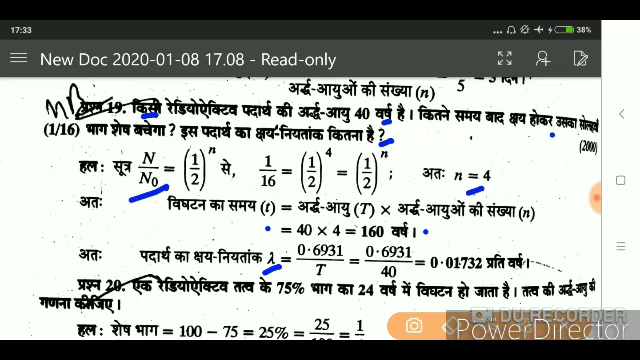 17:33
38%
New Doc 2020-01-08 17.08 - Read-only
अर्द्ध-आयुओं की संख्या (n) 5
प्रश्न 19. किसी रेडियोऐक्टिव पदार्थ की अर्द्ध-आयु 40 वर्ष है। कितने समय बाद क्षय होकर उसका सोलहवाँ
(1/16) भाग शेष बचेगा ? इस पदार्थ का क्षय-नियतांक कितना है ? (2000)
हल : सूत्र N/N₀ = (1/2)ⁿ से, 1/16 = (1/2)⁴ = (1/2)ⁿ ; अतः n = 4
अतः विघटन का समय (t) = अर्द्ध-आयु (T) × अर्द्ध-आयुओं की संख्या (n)
= 40 × 4 = 160 वर्ष।
अतः पदार्थ का क्षय-नियतांक λ = 0·6931/T = 0·6931/40 = 0·01732 प्रति वर्ष।
प्रश्न 20. एक रेडियोऐक्टिव तत्व के 75% भाग का 24 वर्ष में विघटन हो जाता है। तत्व की अर्द्ध-आयु की
गणना कीजिए।
हल : शेष भाग = 100 − 75 = 25% = 25/100 = 1/
DU RECORDER
PowerDirector